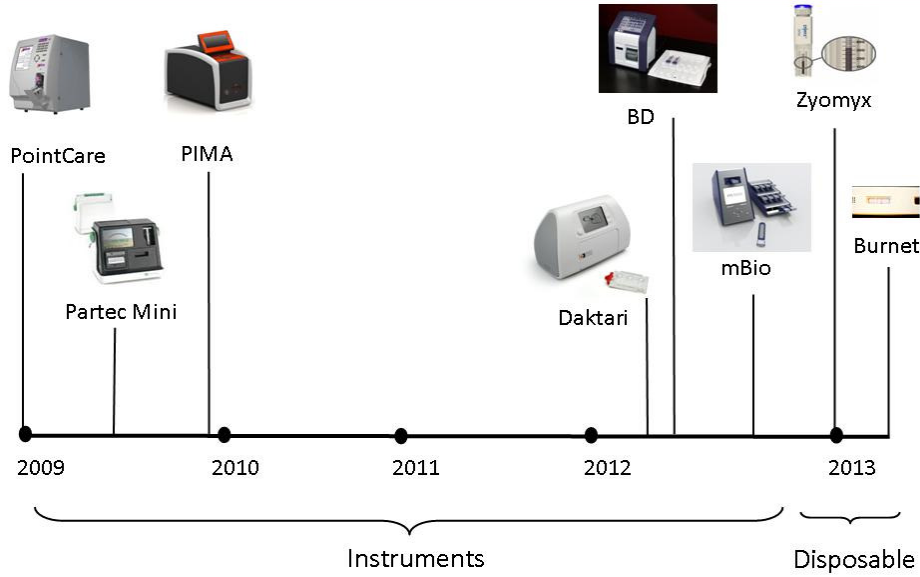 PointCare
PIMA
BD
Zyomyx
Partec Mini
Daktari
mBio
Burnet
2009
2010
2011
2012
2013
Instruments
Disposable